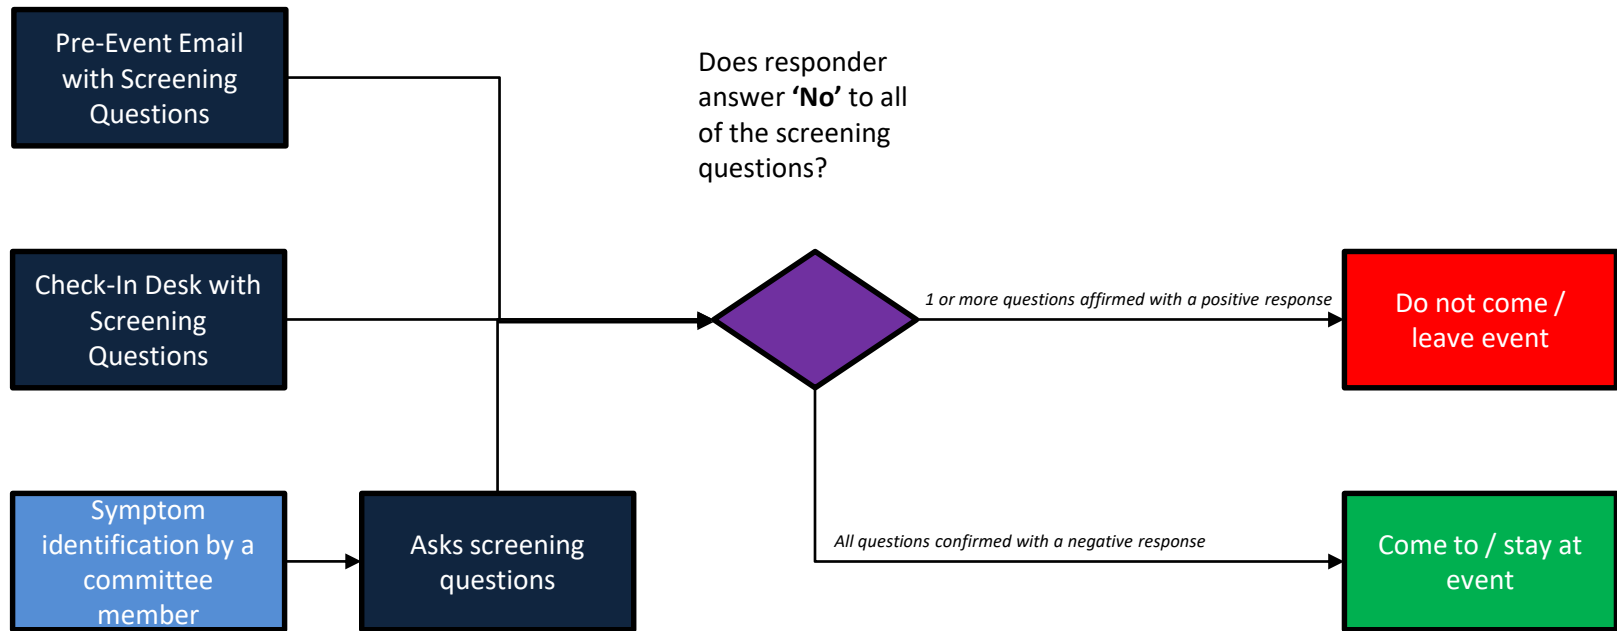 Pre-Event Email
with Screening
Questions
Does responder
answer ‘No’ to all
of the screening
questions?
Check-In Desk with
Screening
Questions
1 or more questions affirmed with a positive response
Do not come /
leave event
Symptom
identification by a
committee
member
Asks screening
questions
All questions confirmed with a negative response
Come to / stay at
event